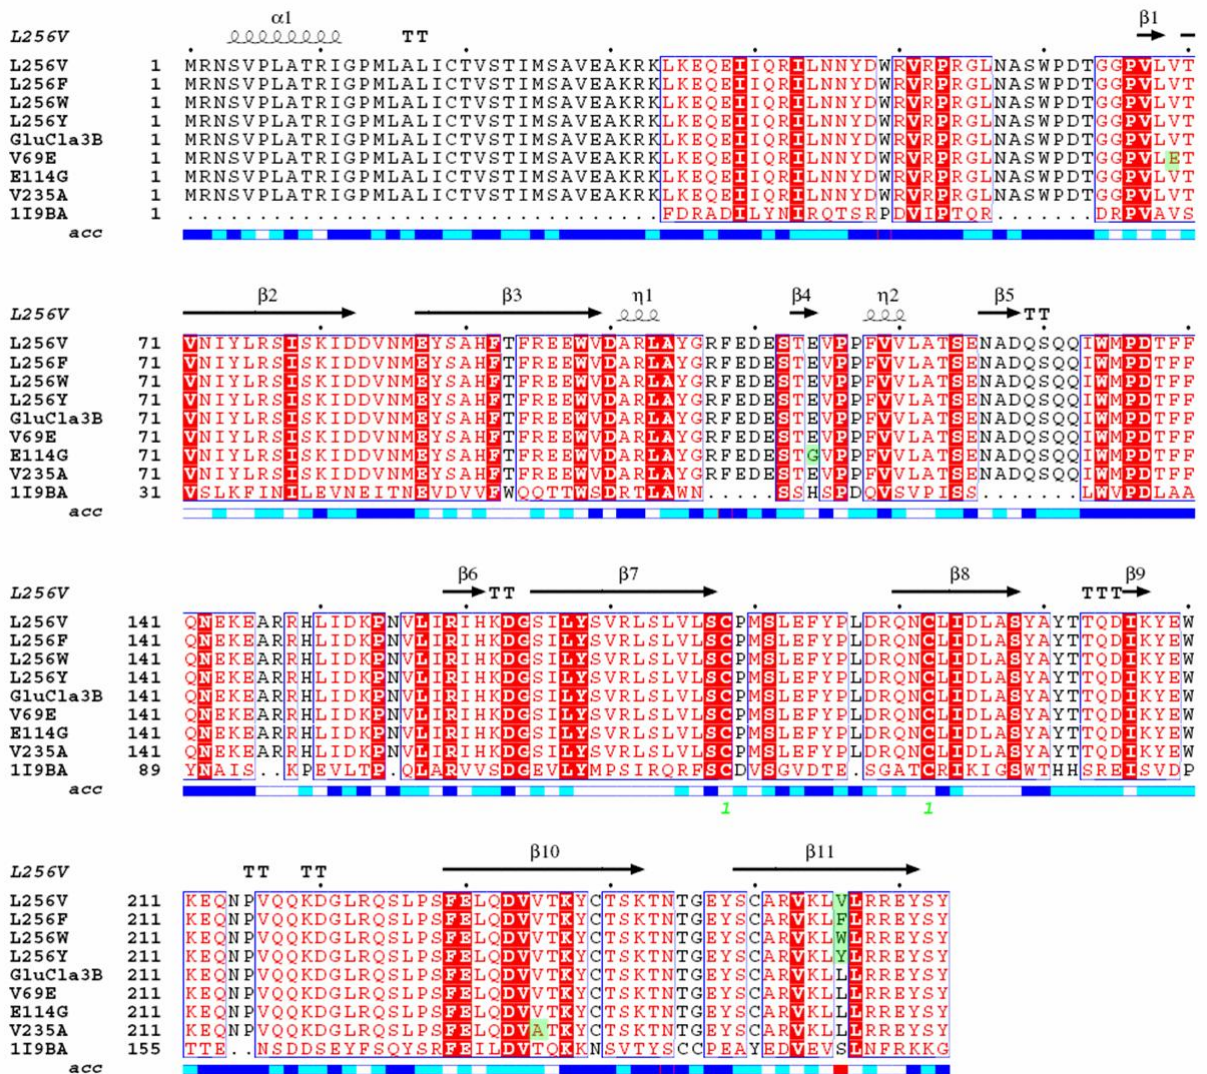 α1 β1
L256V TT
L256V 1 MRNSVPLATRIGPMLALICTVSTIMSAVEAKRKLKEQEIIQRILNNYDWRVRPRGLNASWPDTGGPVLVT
L256F 1 MRNSVPLATRIGPMLALICTVSTIMSAVEAKRKLKEQEIIQRILNNYDWRVRPRGLNASWPDTGGPVLVT
L256W 1 MRNSVPLATRIGPMLALICTVSTIMSAVEAKRKLKEQEIIQRILNNYDWRVRPRGLNASWPDTGGPVLVT
L256Y 1 MRNSVPLATRIGPMLALICTVSTIMSAVEAKRKLKEQEIIQRILNNYDWRVRPRGLNASWPDTGGPVLVT
GluCla3B 1 MRNSVPLATRIGPMLALICTVSTIMSAVEAKRKLKEQEIIQRILNNYDWRVRPRGLNASWPDTGGPVLVT
V69E 1 MRNSVPLATRIGPMLALICTVSTIMSAVEAKRKLKEQEIIQRILNNYDWRVRPRGLNASWPDTGGPVLET
E114G 1 MRNSVPLATRIGPMLALICTVSTIMSAVEAKRKLKEQEIIQRILNNYDWRVRPRGLNASWPDTGGPVLVT
V235A 1 MRNSVPLATRIGPMLALICTVSTIMSAVEAKRKLKEQEIIQRILNNYDWRVRPRGLNASWPDTGGPVLVT
1I9BA 1 .................................FDRADILYNIRQTSRPDVIPTQR.......DRPVAVS
acc
β2 β3 η1 β4 η2 β5
L256V TT
L256V 71 VNIYLRSISKIDDVNMEYSAHFTFREEWVDARLAYGRFEDESTEVPPFVVLATSENADQSQQIWMPDTFF
L256F 71 VNIYLRSISKIDDVNMEYSAHFTFREEWVDARLAYGRFEDESTEVPPFVVLATSENADQSQQIWMPDTFF
L256W 71 VNIYLRSISKIDDVNMEYSAHFTFREEWVDARLAYGRFEDESTEVPPFVVLATSENADQSQQIWMPDTFF
L256Y 71 VNIYLRSISKIDDVNMEYSAHFTFREEWVDARLAYGRFEDESTEVPPFVVLATSENADQSQQIWMPDTFF
GluCla3B 71 VNIYLRSISKIDDVNMEYSAHFTFREEWVDARLAYGRFEDESTEVPPFVVLATSENADQSQQIWMPDTFF
V69E 71 VNIYLRSISKIDDVNMEYSAHFTFREEWVDARLAYGRFEDESTEVPPFVVLATSENADQSQQIWMPDTFF
E114G 71 VNIYLRSISKIDDVNMEYSAHFTFREEWVDARLAYGRFEDESTGVPPFVVLATSENADQSQQIWMPDTFF
V235A 71 VNIYLRSISKIDDVNMEYSAHFTFREEWVDARLAYGRFEDESTEVPPFVVLATSENADQSQQIWMPDTFF
1I9BA 31 VSLKFINILEVNEITNEVDVVFWQQTTWSDRTLAWN.....SSHSPDQVSVPISS.......LWVPDLAA
acc
β6 β7 β8 β9
L256V TT TTT
L256V 141 QNEKEARRHLIDKPNVLIRIHKDGSILYSVRLSLVLSCPMSLEFYPLDRQNCLIDLASYAYTTQDIKYEW
L256F 141 QNEKEARRHLIDKPNVLIRIHKDGSILYSVRLSLVLSCPMSLEFYPLDRQNCLIDLASYAYTTQDIKYEW
L256W 141 QNEKEARRHLIDKPNVLIRIHKDGSILYSVRLSLVLSCPMSLEFYPLDRQNCLIDLASYAYTTQDIKYEW
L256Y 141 QNEKEARRHLIDKPNVLIRIHKDGSILYSVRLSLVLSCPMSLEFYPLDRQNCLIDLASYAYTTQDIKYEW
GluCla3B 141 QNEKEARRHLIDKPNVLIRIHKDGSILYSVRLSLVLSCPMSLEFYPLDRQNCLIDLASYAYTTQDIKYEW
V69E 141 QNEKEARRHLIDKPNVLIRIHKDGSILYSVRLSLVLSCPMSLEFYPLDRQNCLIDLASYAYTTQDIKYEW
E114G 141 QNEKEARRHLIDKPNVLIRIHKDGSILYSVRLSLVLSCPMSLEFYPLDRQNCLIDLASYAYTTQDIKYEW
V235A 141 QNEKEARRHLIDKPNVLIRIHKDGSILYSVRLSLVLSCPMSLEFYPLDRQNCLIDLASYAYTTQDIKYEW
1I9BA 89 YNAIS..KPEVLTP.QLARVVSDGEVLYMPSIRQRFSCDVSGVDTE.SGATCRIKIGSWTHHSREISVDP
acc
1 1
β10 β11
L256V TT TT
L256V 211 KEQNPVQQKDGLRQSLPSFELQDVVTKYCTSKTNTGEYSCARVKLVLRREYSY
L256F 211 KEQNPVQQKDGLRQSLPSFELQDVVTKYCTSKTNTGEYSCARVKLFLRREYSY
L256W 211 KEQNPVQQKDGLRQSLPSFELQDVVTKYCTSKTNTGEYSCARVKLWLRREYSY
L256Y 211 KEQNPVQQKDGLRQSLPSFELQDVVTKYCTSKTNTGEYSCARVKLYLRREYSY
GluCla3B 211 KEQNPVQQKDGLRQSLPSFELQDVVTKYCTSKTNTGEYSCARVKLLLRREYSY
V69E 211 KEQNPVQQKDGLRQSLPSFELQDVVTKYCTSKTNTGEYSCARVKLLLRREYSY
E114G 211 KEQNPVQQKDGLRQSLPSFELQDVVTKYCTSKTNTGEYSCARVKLLLRREYSY
V235A 211 KEQNPVQQKDGLRQSLPSFELQDVATKYCTSKTNTGEYSCARVKLLLRREYSY
1I9BA 155 TTE..NSDDSEYFSQYSRFEILDVTQKKNSVTYSCCPEAYEDVEVSLNFRKKG
acc